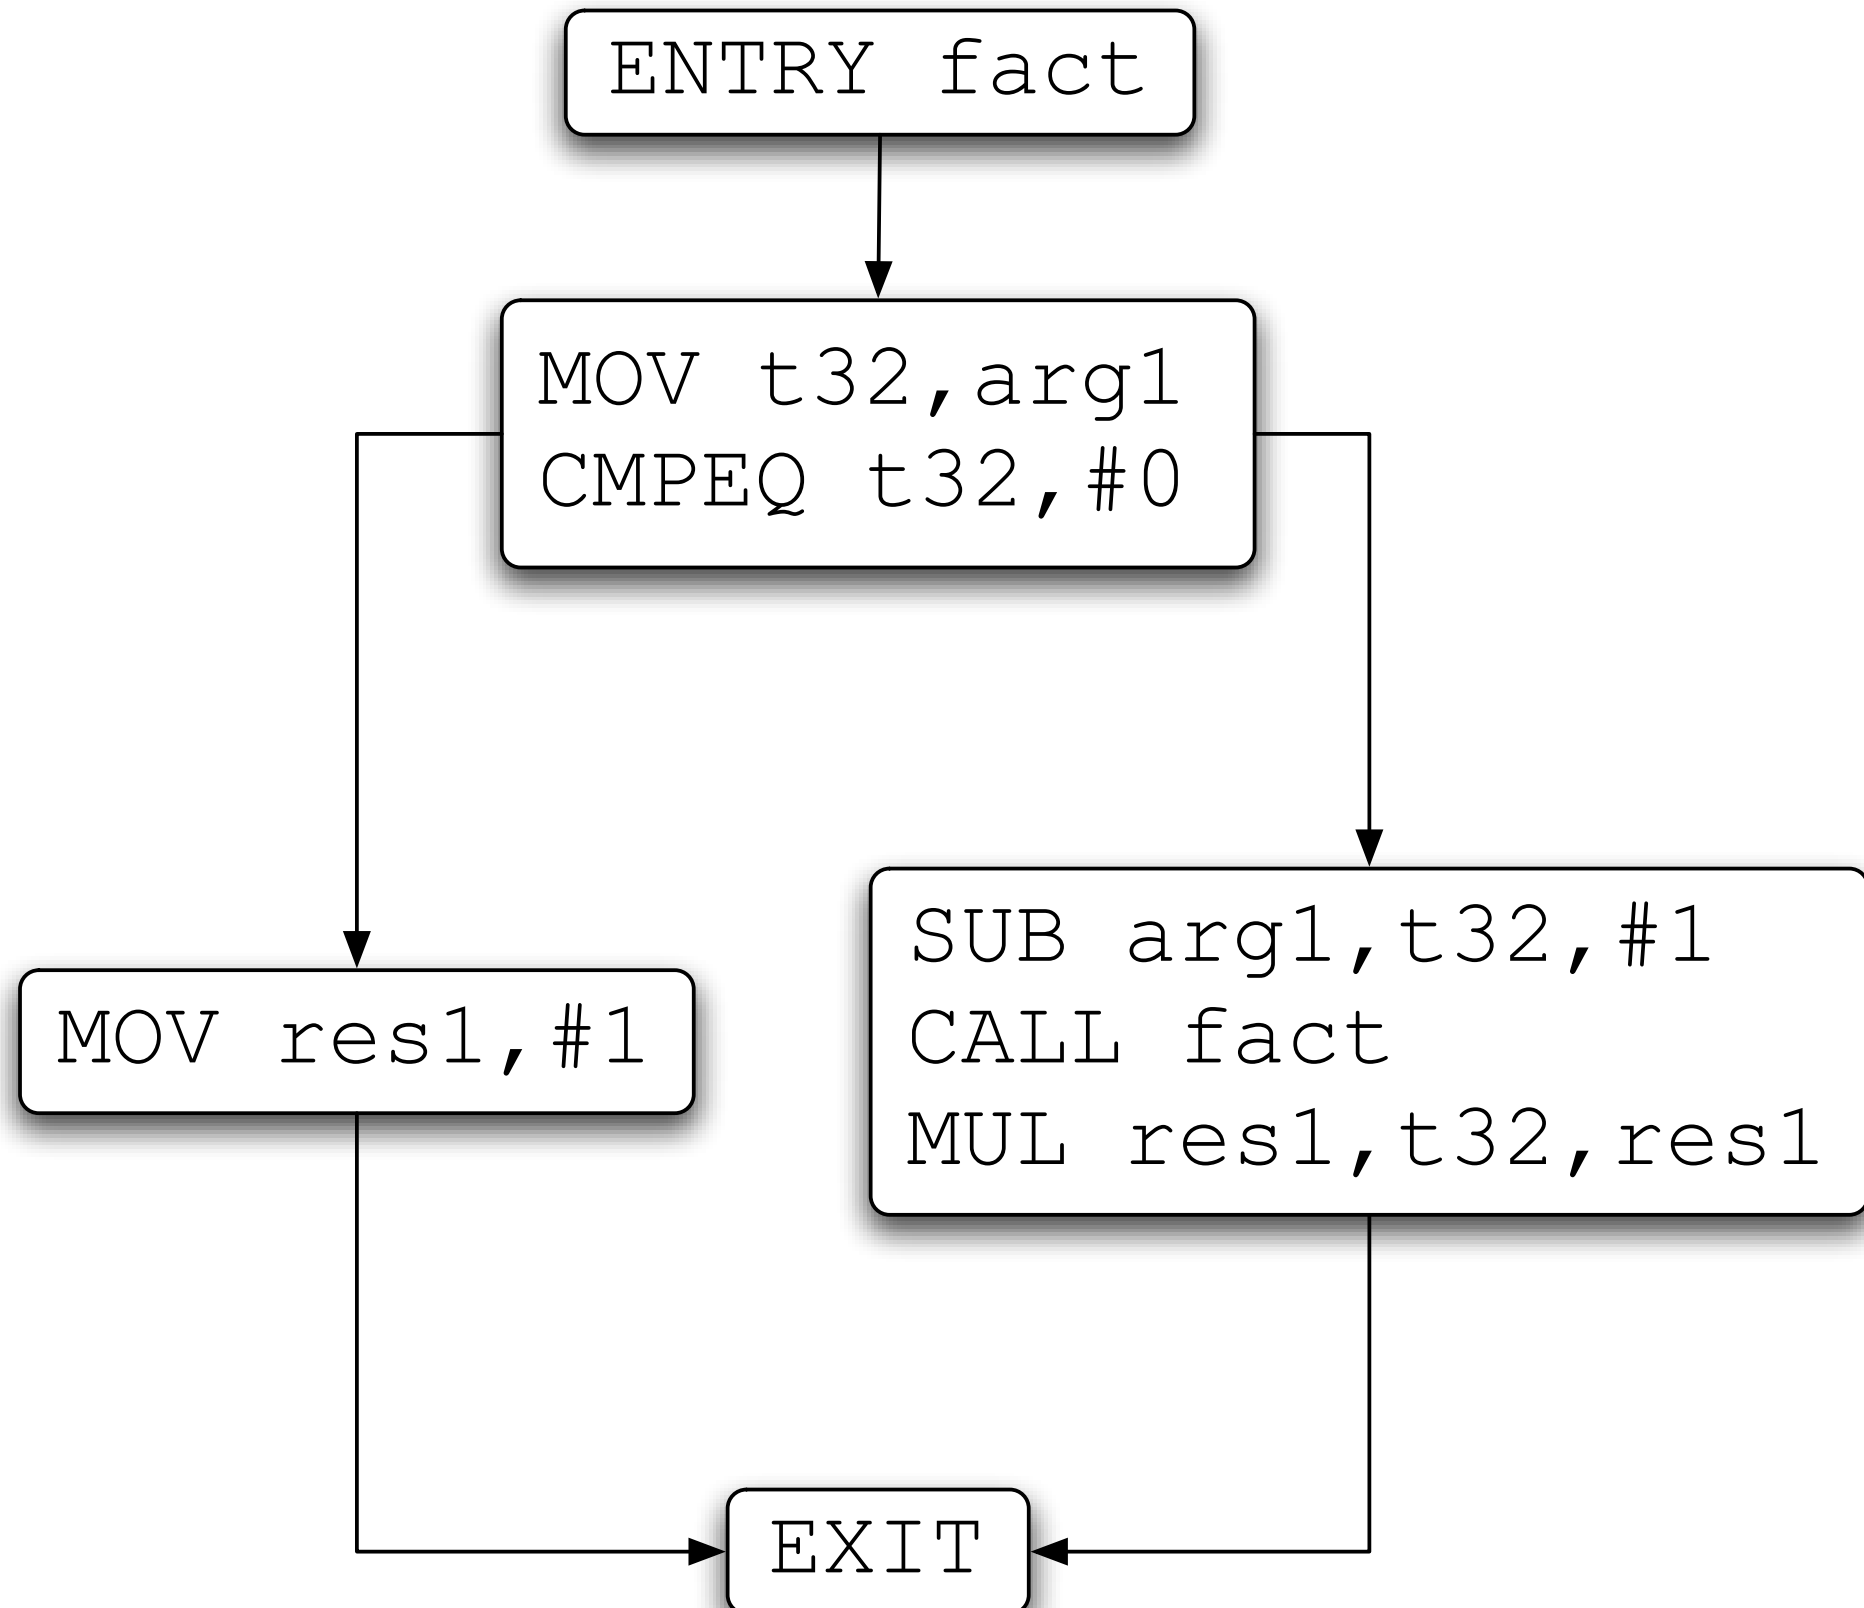 ENTRY fact
MOV t32,arg1
CMPEQ t32,#0
MOV res1,#1
SUB arg1,t32,#1
CALL fact
MUL res1,t32,res1
EXIT